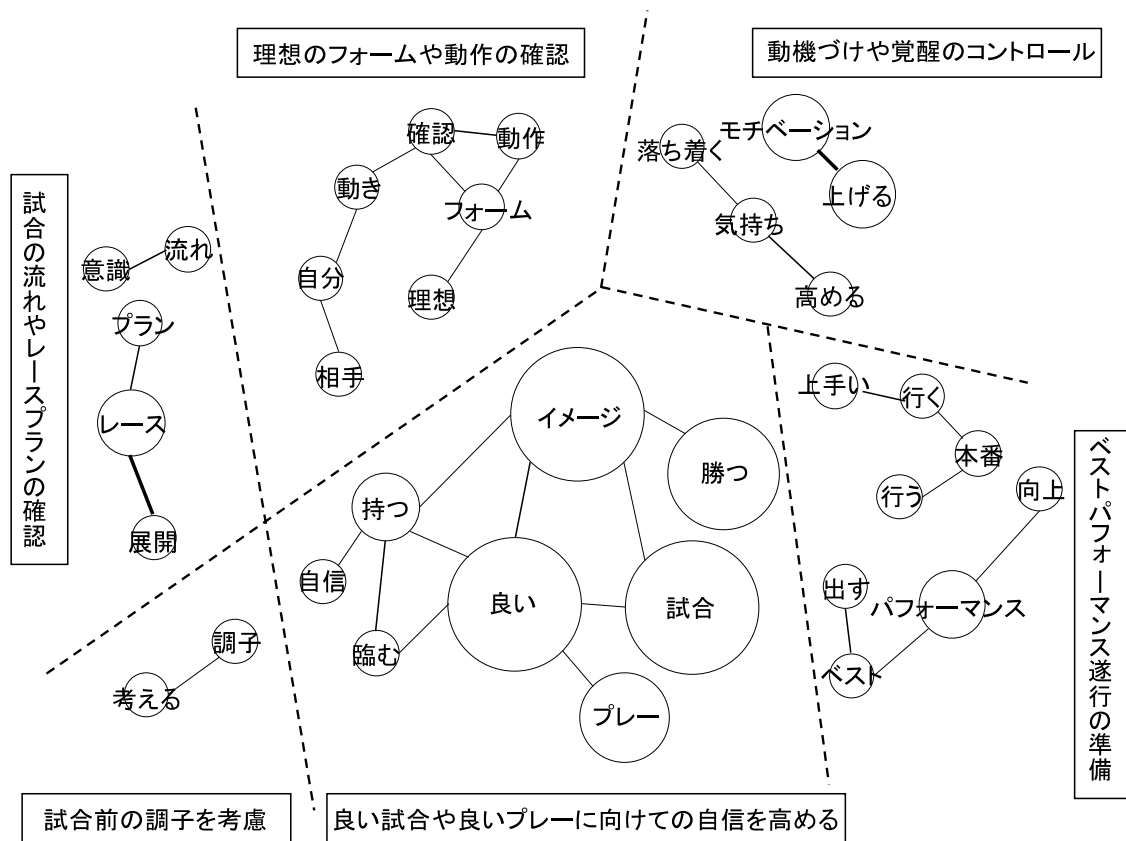 理想のフォームや動作の確認
動機づけや覚醒のコントロール
試合の流れやレースプランの確認
意識
流れ
プラン
レース
展開
確認
動作
動き
フォーム
自分
理想
相手
モチベーション
落ち着く
上げる
気持ち
高める
イメージ
勝つ
持つ
自信
良い
試合
臨む
プレー
上手い
行く
本番
行う
向上
出す
パフォーマンス
ベスト
ベストパフォーマンス遂行の準備
調子
考える
試合前の調子を考慮
良い試合や良いプレーに向けての自信を高める